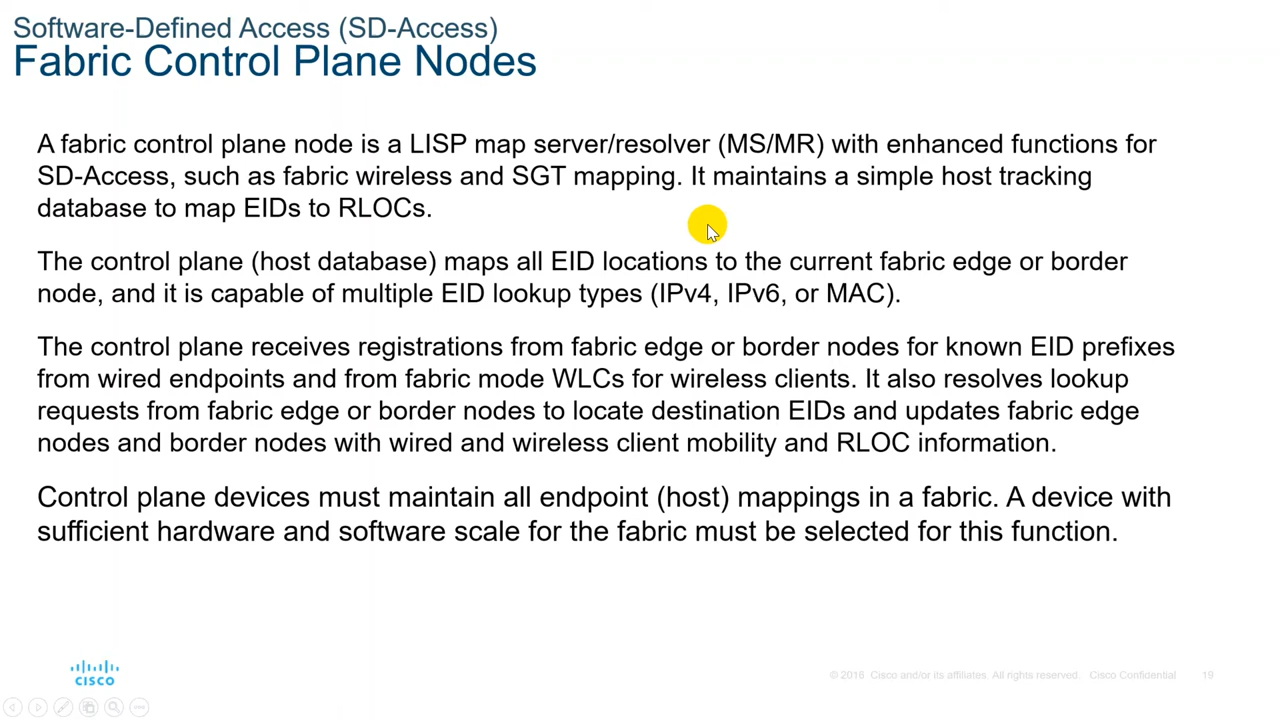 Software-Defined Access (SD-Access)
Fabric Control Plane Nodes
A fabric control plane node is a LISP map server/resolver (MS/MR) with enhanced functions for
SD-Access, such as fabric wireless and SGT mapping. It maintains a simple host tracking
database to map EIDs to RLOCs.
The control plane (host database) maps all EID locations to the current fabric edge or border
node, and it is capable of multiple EID lookup types (IPv4, IPv6, or MAC).
The control plane receives registrations from fabric edge or border nodes for known EID prefixes
from wired endpoints and from fabric mode WLCs for wireless clients. It also resolves lookup
requests from fabric edge or border nodes to locate destination EIDs and updates fabric edge
nodes and border nodes with wired and wireless client mobility and RLOC information.
Control plane devices must maintain all endpoint (host) mappings in a fabric. A device with
sufficient hardware and software scale for the fabric must be selected for this function.
CISCO
© 2016 Cisco and/or its affiliates. All rights reserved. Cisco Confidential 19